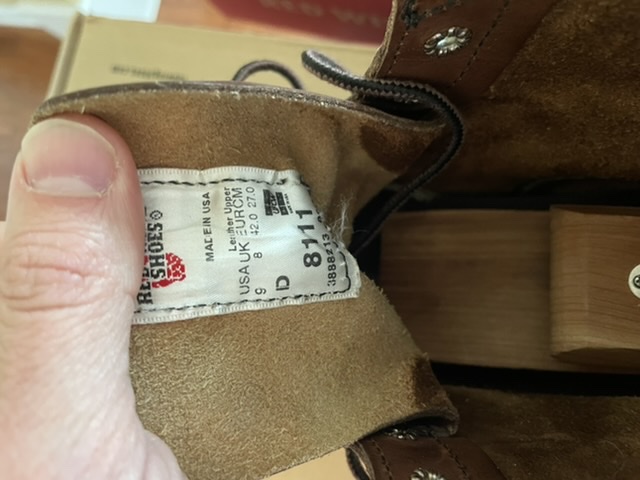 RED WING
SHOES
®
MADE IN USA
Leather Upper
USA UK EUR CM
9 8 42.0 27.0
D
8111